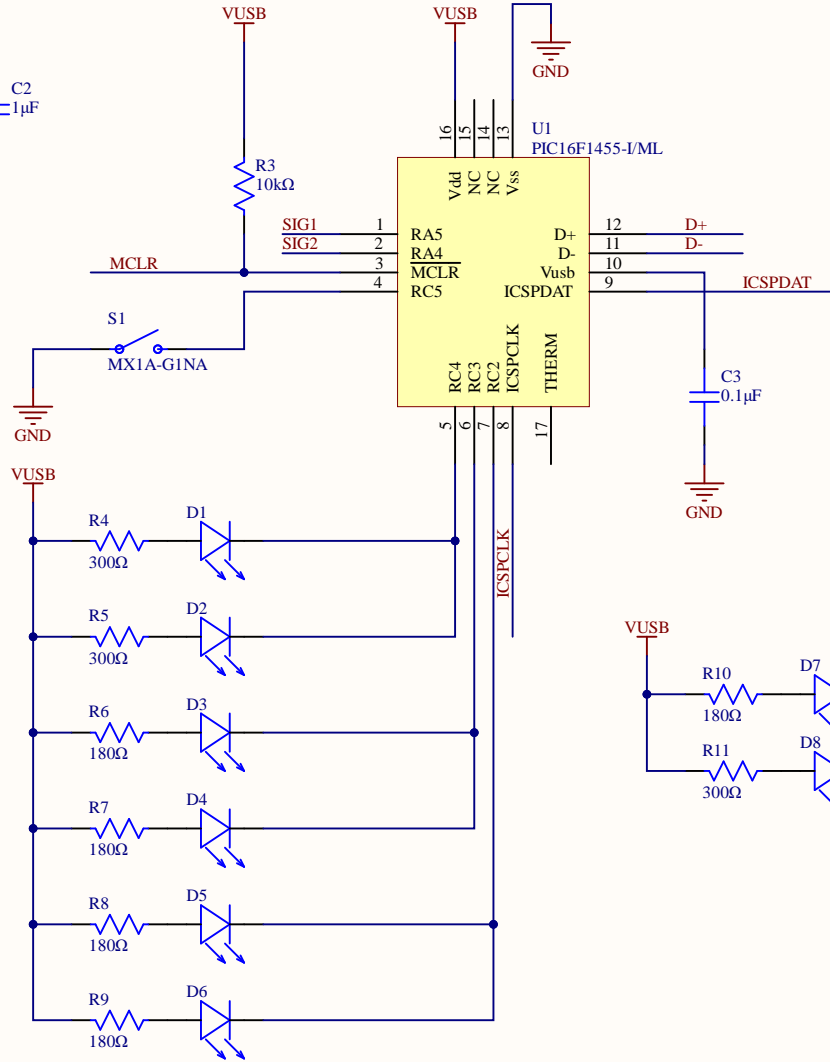 VUSB
VUSB
GND
C2
1µF
U1
PIC16F1455-I/ML
16
15
14
13
Vdd
NC
NC
Vss
R3
10kΩ
SIG1
1
RA5
SIG2
2
RA4
MCLR
3
MCLR
4
RC5
D+
12
D+
D-
11
D-
Vusb
10
ICSPDAT
9
ICSPDAT
S1
MX1A-G1NA
GND
RC4
RC3
RC2
ICSPCLK
THERM
5
6
7
8
17
C3
0.1µF
GND
VUSB
R4
300Ω
D1
ICSPCLK
R5
300Ω
D2
R6
180Ω
D3
R7
180Ω
D4
R8
180Ω
D5
R9
180Ω
D6
VUSB
R10
180Ω
D7
R11
300Ω
D8